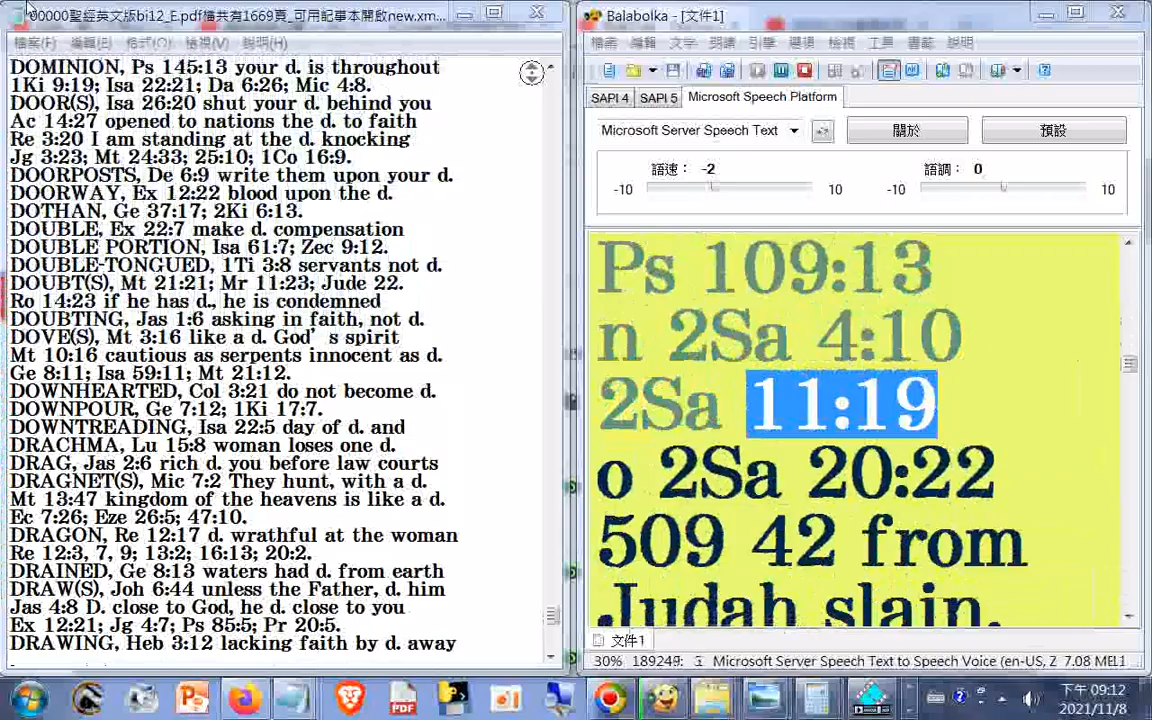 00000聖經英文版bi12_E.pdf檔共有1669頁_可用記事本開啟new.xm...
檔案(F) 編輯(E) 格式(O) 檢視(V) 說明(H)
DOMINION, Ps 145:13 your d. is throughout
1Ki 9:19; Isa 22:21; Da 6:26; Mic 4:8.
DOOR(S), Isa 26:20 shut your d. behind you
Ac 14:27 opened to nations the d. to faith
Re 3:20 I am standing at the d. knocking
Jg 3:23; Mt 24:33; 25:10; 1Co 16:9.
DOORPOSTS, De 6:9 write them upon your d.
DOORWAY, Ex 12:22 blood upon the d.
DOTHAN, Ge 37:17; 2Ki 6:13.
DOUBLE, Ex 22:7 make d. compensation
DOUBLE PORTION, Isa 61:7; Zec 9:12.
DOUBLE-TONGUED, 1Ti 3:8 servants not d.
DOUBT(S), Mt 21:21; Mr 11:23; Jude 22.
Ro 14:23 if he has d., he is condemned
DOUBTING, Jas 1:6 asking in faith, not d.
DOVE(S), Mt 3:16 like a d. God's spirit
Mt 10:16 cautious as serpents innocent as d.
Ge 8:11; Isa 59:11; Mt 21:12.
DOWNHEARTED, Col 3:21 do not become d.
DOWNPOUR, Ge 7:12; 1Ki 17:7.
DOWNTREADING, Isa 22:5 day of d. and
DRACHMA, Lu 15:8 woman loses one d.
DRAG, Jas 2:6 rich d. you before law courts
DRAGNET(S), Mic 7:2 They hunt, with a d.
Mt 13:47 kingdom of the heavens is like a d.
Ec 7:26; Eze 26:5; 47:10.
DRAGON, Re 12:17 d. wrathful at the woman
Re 12:3, 7, 9; 13:2; 16:13; 20:2.
DRAINED, Ge 8:13 waters had d. from earth
DRAW(S), Joh 6:44 unless the Father, d. him
Jas 4:8 D. close to God, he d. close to you
Ex 12:21; Jg 4:7; Ps 85:5; Pr 20:5.
DRAWING, Heb 3:12 lacking faith by d. away
Balabolka - [文件1]
檔案 編輯 文字 朗讀 引擎 選項 檢視 工具 書籤 說明
SAPI 4 SAPI 5 Microsoft Speech Platform
Microsoft Server Speech Text 關於 預設
語速： -2 語調： 0
-10 10 -10 10
Ps 109:13
n 2Sa 4:10
2Sa 11:19
o 2Sa 20:22
509 42 from
Judah slain.
文件1
30% Microsoft Server Speech Text to Speech Voice (en-US, Z 7.08 МБ
PDF
下午 09:12
2021/11/8